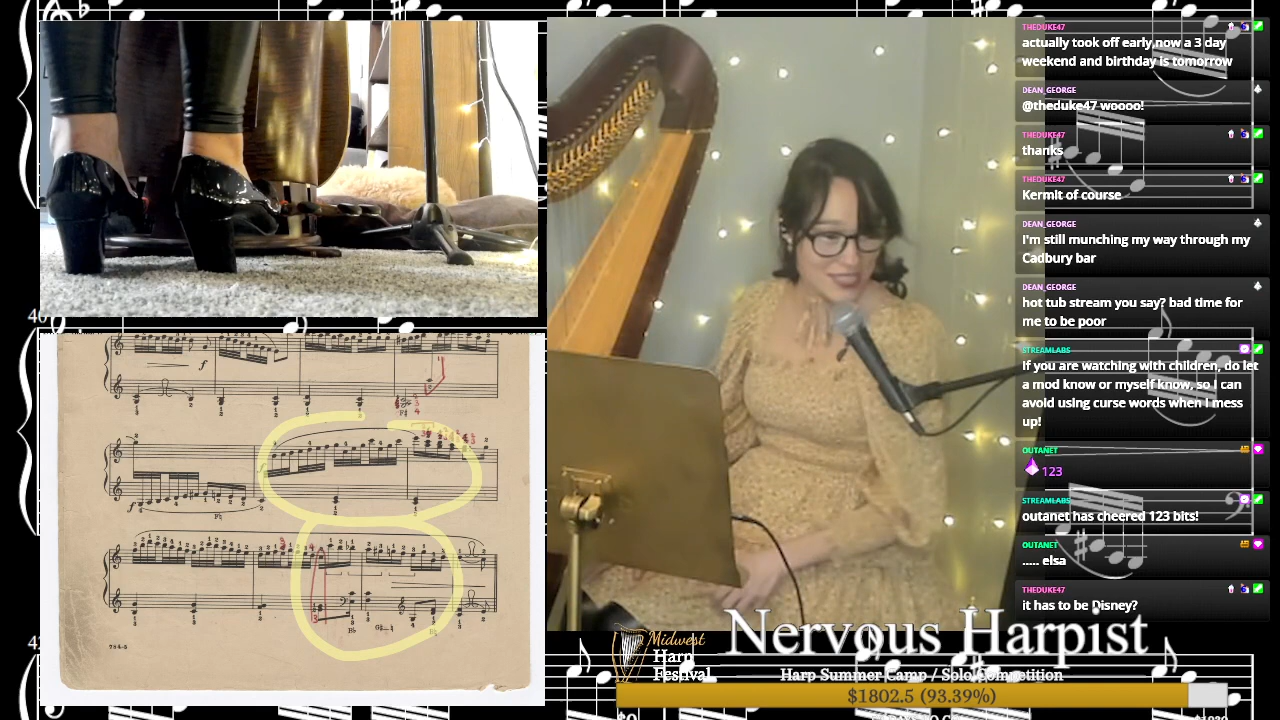 THEDUKE47
actually took off early,now a 3 day
weekend and birthday is tomorrow
DEAN_GEORGE
@theduke47 woooo!
THEDUKE47
thanks
THEDUKE47
Kermit of course
DEAN_GEORGE
I'm still munching my way through my
Cadbury bar
DEAN_GEORGE
hot tub stream you say? bad time for
me to be poor
STREAMLABS
If you are watching with children, do let
a mod know or myself know, so I can
avoid using curse words when I mess
up!
OUTANET
123
STREAMLABS
outanet has cheered 123 bits!
OUTANET
..... elsa
THEDUKE47
it has to be Disney?
Nervous Harpist
Midwest
Harp
Festival
Harp Summer Camp / Solo Competition
$1802.5 (93.39%)